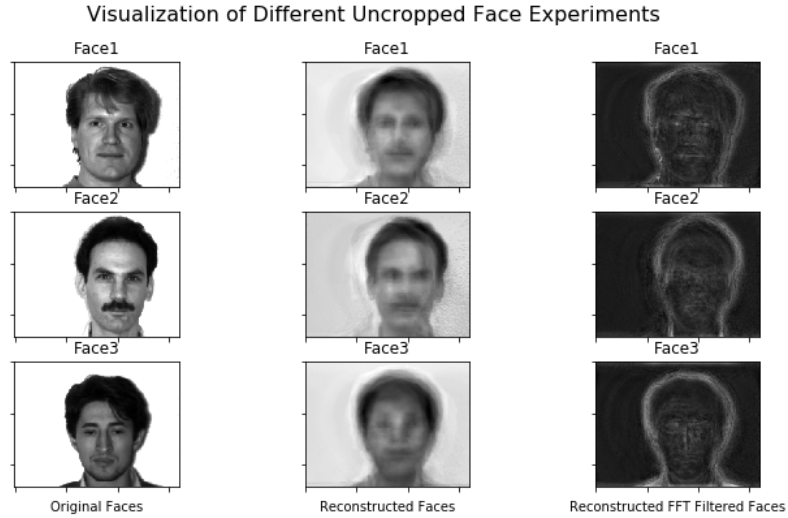 Visualization of Different Uncropped Face Experiments
Face1 Face1 Face1
Face2 Face2 Face2
Face3 Face3 Face3
Original Faces Reconstructed Faces Reconstructed FFT Filtered Faces